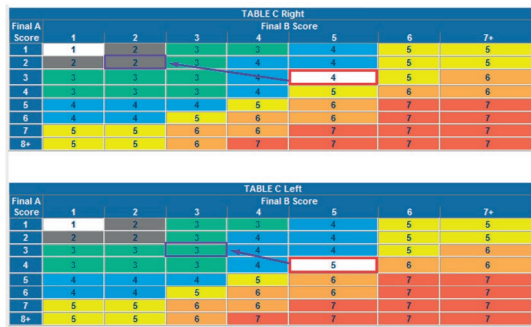 TABLE C Right
Final A Final B Score
Score 1 2 3 4 5 6 7+
1 1 2 3 3 4 5 5
2 2 2 3 4 4 5 5
3 3 3 3 4 4 5 6
4 3 3 3 4 5 6 6
5 4 4 4 5 6 7 7
6 4 4 5 6 6 7 7
7 5 5 6 6 7 7 7
8+ 5 5 6 7 7 7 7
TABLE C Left
Final A Final B Score
Score 1 2 3 4 5 6 7+
1 1 2 3 3 4 5 5
2 2 2 3 4 4 5 5
3 3 3 3 4 4 5 6
4 3 3 3 4 5 6 6
5 4 4 4 5 6 7 7
6 4 4 5 6 6 7 7
7 5 5 6 6 7 7 7
8+ 5 5 6 7 7 7 7